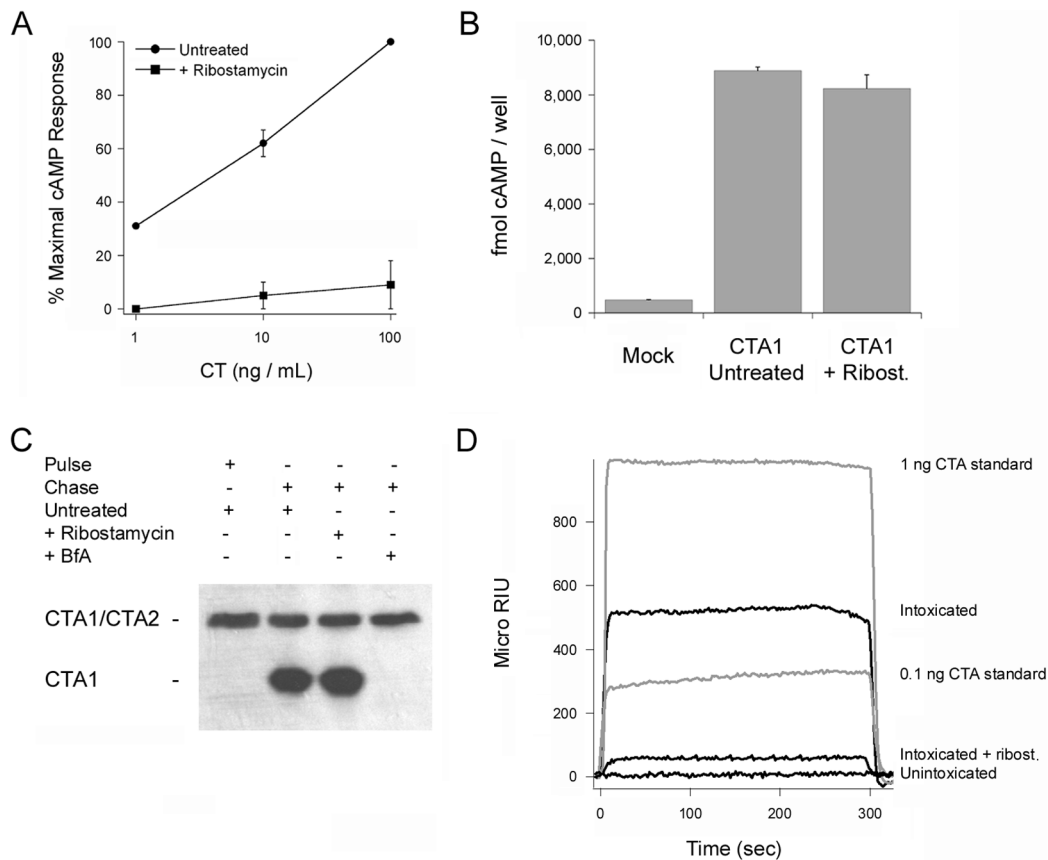 A
100
80
60
40
20
0
% Maximal cAMP Response
Untreated
+ Ribostamycin
1
10
100
CT (ng / mL)
B
10,000
8,000
6,000
4,000
2,000
0
fmol cAMP / well
Mock
CTA1
Untreated
CTA1
+ Ribost.
C
Pulse + - - -
Chase - + + +
Untreated + + - -
+ Ribostamycin - - + -
+ BfA - - - +
CTA1/CTA2 -
CTA1 -
D
800
600
400
200
0
Micro RIU
0
100
200
300
Time (sec)
1 ng CTA standard
Intoxicated
0.1 ng CTA standard
Intoxicated + ribost.
Unintoxicated